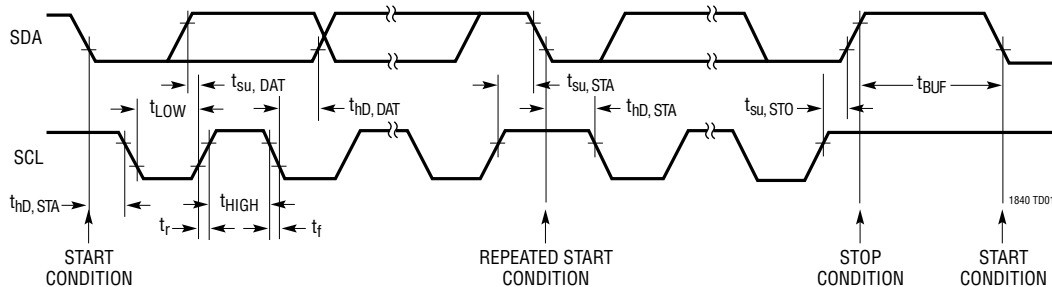 SDA
tsu, DAT
tLOW
thD, DAT
tsu, STA
thD, STA
tsu, STO
tBUF
SCL
thD, STA
tr
tHIGH
tf
1840 TD01
START
CONDITION
REPEATED START
CONDITION
STOP
CONDITION
START
CONDITION